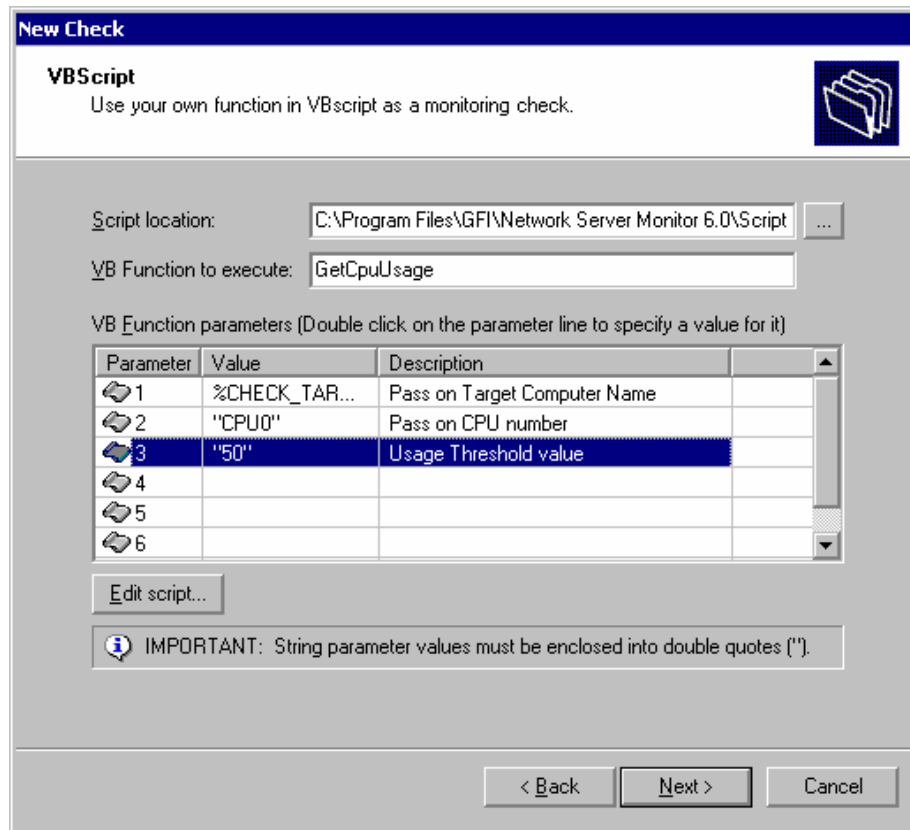 New Check
VBScript
Use your own function in VBscript as a monitoring check.
Script location: C:\Program Files\GFI\Network Server Monitor 6.0\Script ...
VB Function to execute: GetCpuUsage
VB Function parameters (Double click on the parameter line to specify a value for it)
Parameter Value Description
1 %CHECK_TAR... Pass on Target Computer Name
2 "CPU0" Pass on CPU number
3 "50" Usage Threshold value
4
5
6
Edit script...
IMPORTANT: String parameter values must be enclosed into double quotes (").
< Back Next > Cancel